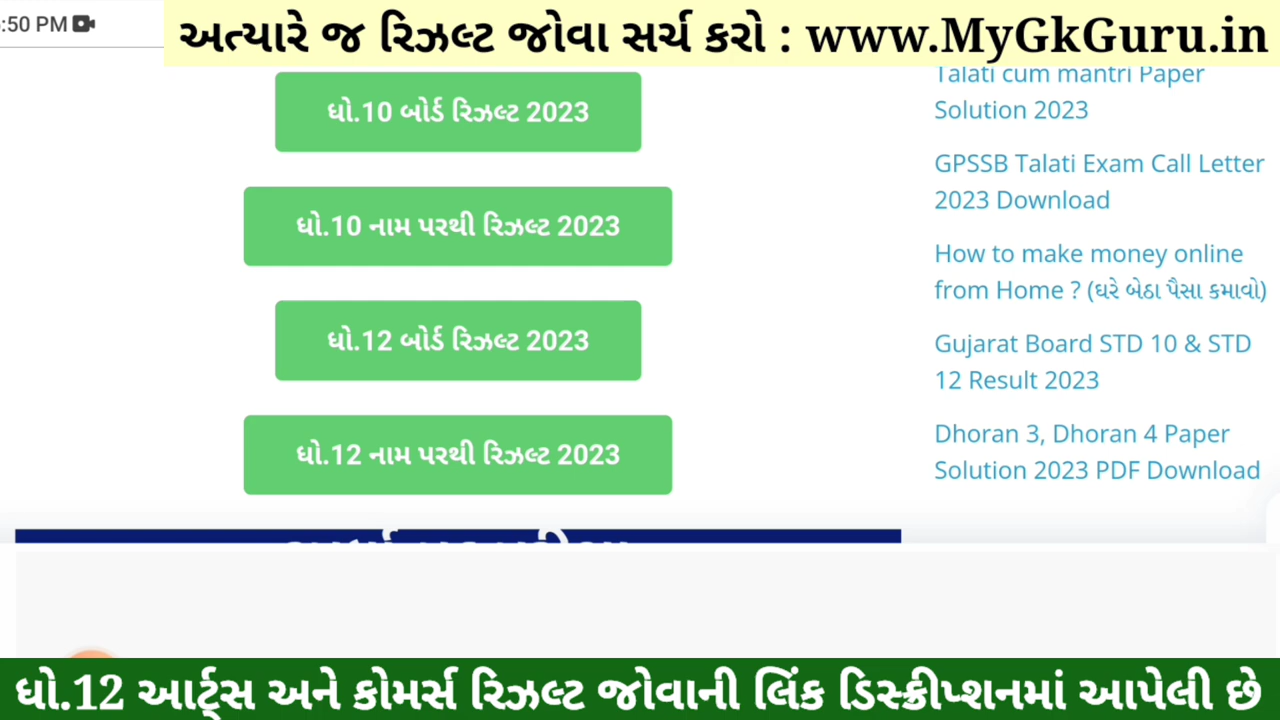 :50 PM
અત્યારે જ રિઝલ્ટ જોવા સર્ચ કરો : www.MyGkGuru.in
ધો.10 બોર્ડ રિઝલ્ટ 2023
ધો.10 નામ પરથી રિઝલ્ટ 2023
ધો.12 બોર્ડ રિઝલ્ટ 2023
ધો.12 નામ પરથી રિઝલ્ટ 2023
Talati cum mantri Paper
Solution 2023
GPSSB Talati Exam Call Letter
2023 Download
How to make money online
from Home ? (ઘરે બેઠા પૈસા કમાવો)
Gujarat Board STD 10 & STD
12 Result 2023
Dhoran 3, Dhoran 4 Paper
Solution 2023 PDF Download
ધો.12 આર્ટ્સ અને કોમર્સ રિઝલ્ટ જોવાની લિંક ડિસ્ક્રીપ્શનમાં આપેલી છે